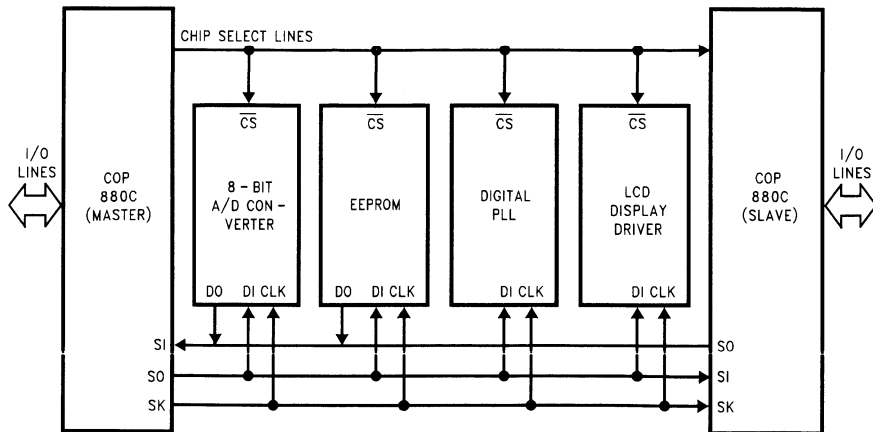 CHIP SELECT LINES
I/O
LINES
COP
880C
(MASTER)
CS
8-BIT
A/D CON-
VERTER
DO DI CLK
CS
EEPROM
DO DI CLK
CS
DIGITAL
PLL
DI CLK
CS
LCD
DISPLAY
DRIVER
DI CLK
COP
880C
(SLAVE)
I/O
LINES
SI
SO
SK
SO
SI
SK